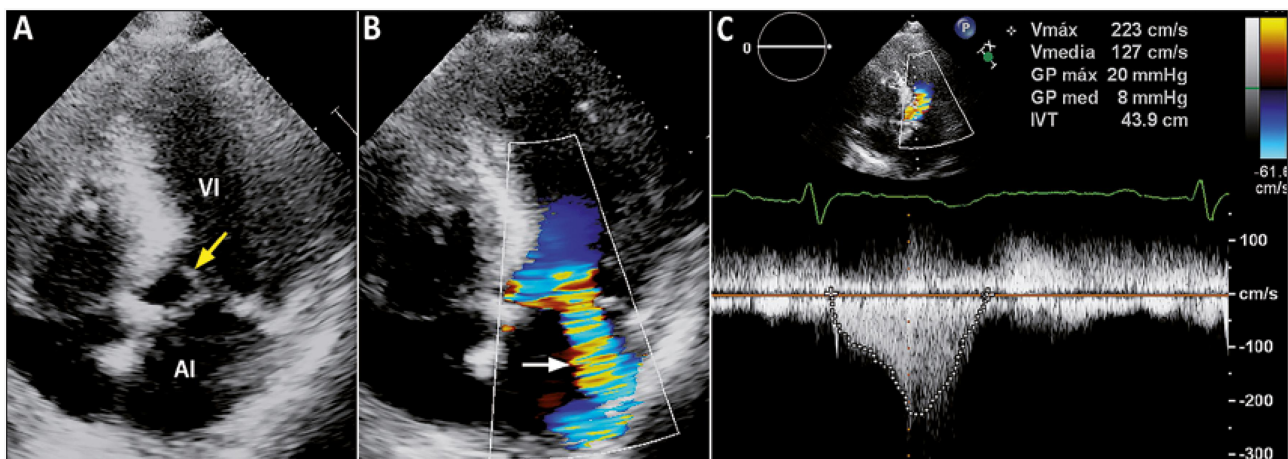 A
VI
AI
B
C
0
P
Vmáx 223 cm/s
Vmedia 127 cm/s
GP máx 20 mmHg
GP med 8 mmHg
IVT 43.9 cm
cm/s
100
cm/s
-100
-200
-300